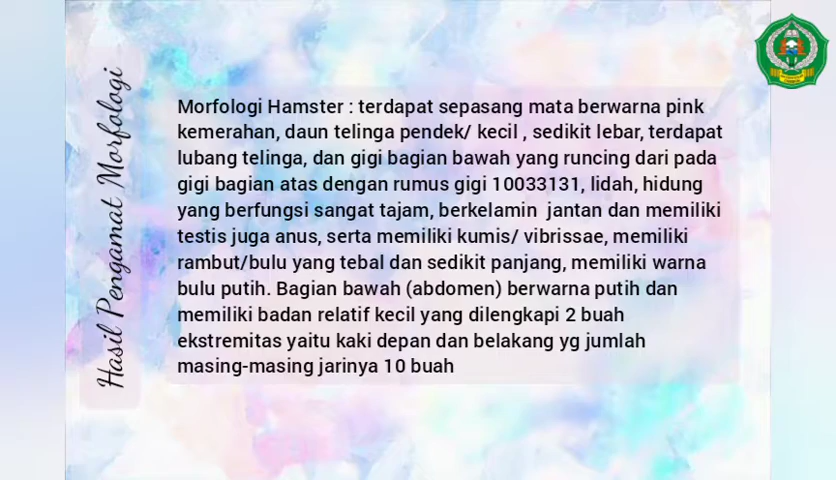 Hasil Pengamat Morfologi
Morfologi Hamster : terdapat sepasang mata berwarna pink
kemerahan, daun telinga pendek/ kecil , sedikit lebar, terdapat
lubang telinga, dan gigi bagian bawah yang runcing dari pada
gigi bagian atas dengan rumus gigi 10033131, lidah, hidung
yang berfungsi sangat tajam, berkelamin  jantan dan memiliki
testis juga anus, serta memiliki kumis/ vibrissae, memiliki
rambut/bulu yang tebal dan sedikit panjang, memiliki warna
bulu putih. Bagian bawah (abdomen) berwarna putih dan
memiliki badan relatif kecil yang dilengkapi 2 buah
ekstremitas yaitu kaki depan dan belakang yg jumlah
masing-masing jarinya 10 buah